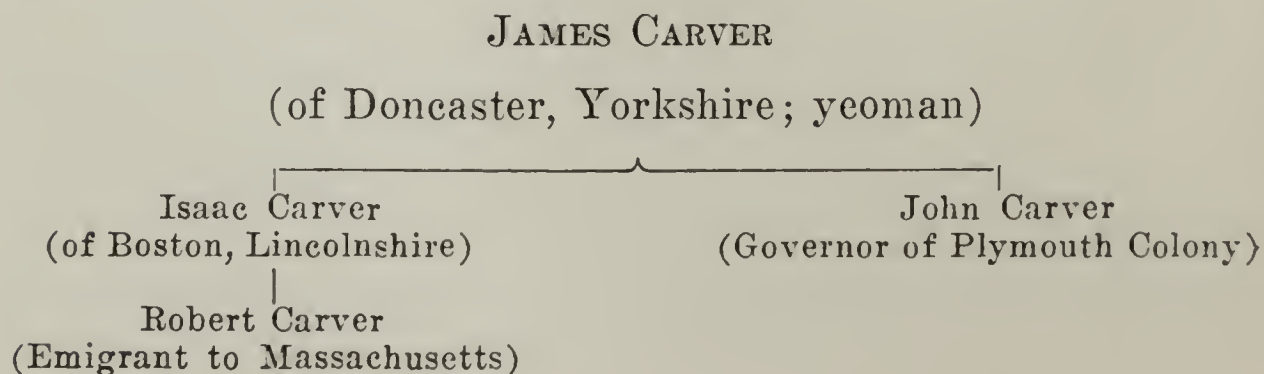 JAMES CARVER
(of Doncaster, Yorkshire; yeoman)
Isaac Carver
John Carver
(of Boston, Lincolnshire)
(Governor of Plymouth Colony)
Robert Carver
(Emigrant to Massachusetts)